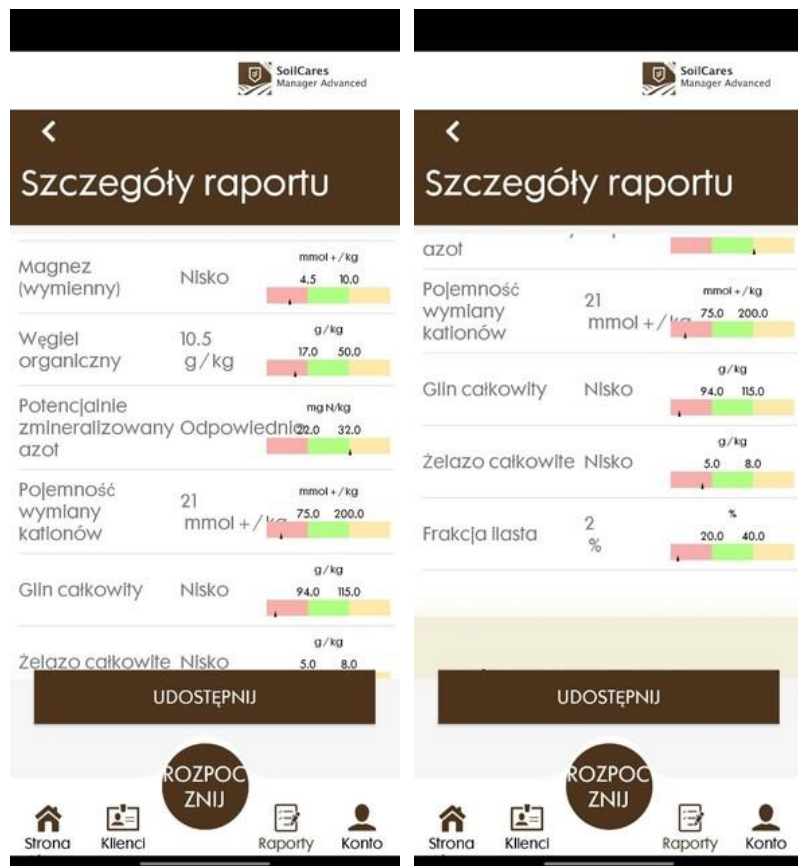 SoilCares
Manager Advanced
Szczegóły raportu
Magnez
(wymienny)
Nisko
mmol+/kg
4.5 10.0
Węgiel
organiczny
10.5
g/kg
g/kg
17.0 50.0
Potencjalnie
zmineralizowany
azot
Odpowiednio
mg N/kg
22.0 32.0
Pojemność
wymiany
kationów
21
mmol+/kg
mmol+/kg
75.0 200.0
Glin całkowity
Nisko
g/kg
94.0 115.0
Żelazo całkowite
Nisko
g/kg
5.0 8.0
UDOSTĘPNIJ
ROZPOC
ZNIJ
Strona
Klienci
Raporty
Konto
SoilCares
Manager Advanced
Szczegóły raportu
azot
Pojemność
wymiany
kationów
21
mmol+/kg
mmol+/kg
75.0 200.0
Glin całkowity
Nisko
g/kg
94.0 115.0
Żelazo całkowite
Nisko
g/kg
5.0 8.0
Frakcja ilasta
2
%
%
20.0 40.0
UDOSTĘPNIJ
ROZPOC
ZNIJ
Strona
Klienci
Raporty
Konto